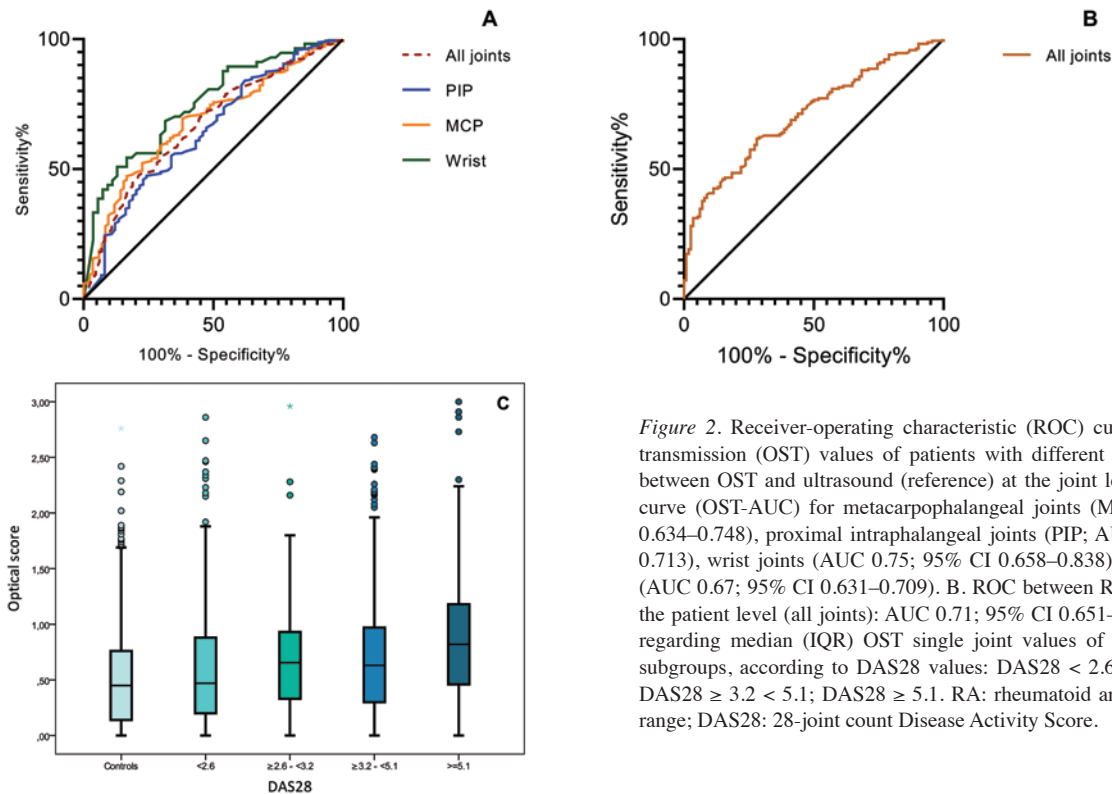 A
100
50
0
0
50
100
Sensitivity%
100% - Specificity%
All joints
PIP
MCP
Wrist
B
100
50
0
0
50
100
Sensitivity%
100% - Specificity%
All joints
C
3,00
2,50
2,00
1,50
1,00
,50
,00
Optical score
Controls
<2.6
≥2.6 - <3.2
≥3.2 - <5.1
>=5.1
DAS28
Figure 2. Receiver-operating characteristic (ROC) cu
transmission (OST) values of patients with different
between OST and ultrasound (reference) at the joint le
curve (OST-AUC) for metacarpophalangeal joints (M
0.634–0.748), proximal intraphalangeal joints (PIP; AU
0.713), wrist joints (AUC 0.75; 95% CI 0.658–0.838)
(AUC 0.67; 95% CI 0.631–0.709). B. ROC between R
the patient level (all joints): AUC 0.71; 95% CI 0.651–
regarding median (IQR) OST single joint values of
subgroups, according to DAS28 values: DAS28 < 2.6
DAS28 ≥ 3.2 < 5.1; DAS28 ≥ 5.1. RA: rheumatoid ar
range; DAS28: 28-joint count Disease Activity Score.